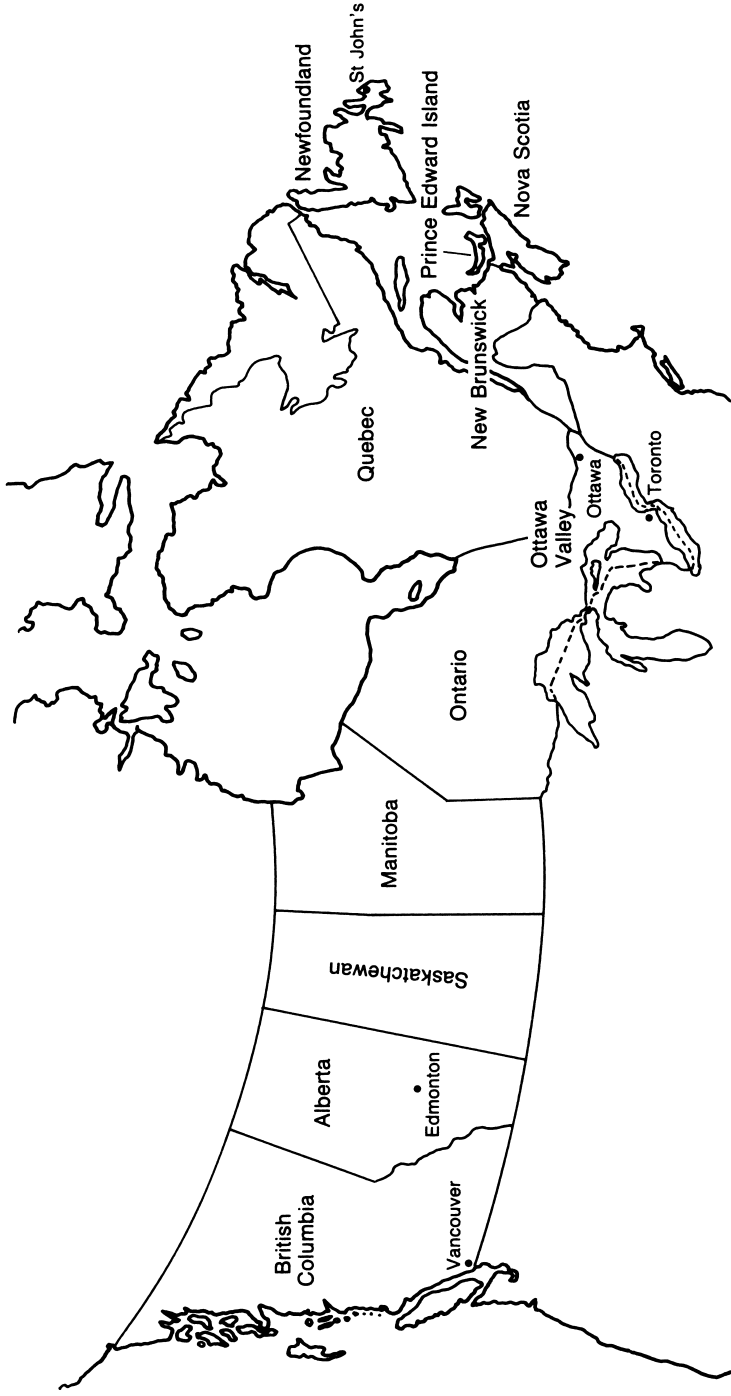 British
Columbia
Vancouver
Alberta
Edmonton
Saskatchewan
Manitoba
Ontario
Quebec
Ottawa
Valley
Ottawa
Toronto
New Brunswick
Prince Edward Island
Nova Scotia
Newfoundland
St John's